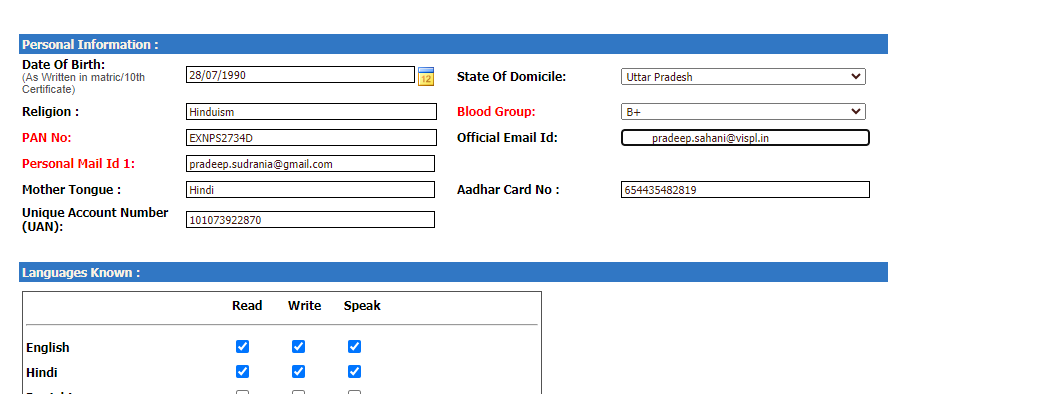 Personal Information :
Date Of Birth:
(As Written in matric/10th
Certificate)
28/07/1990
12
State Of Domicile:
Uttar Pradesh
Religion :
Hinduism
Blood Group:
B+
PAN No:
EXNPS2734D
Official Email Id:
pradeep.sahani@vispl.in
Personal Mail Id 1:
pradeep.sudrania@gmail.com
Mother Tongue :
Hindi
Aadhar Card No :
654435482819
Unique Account Number
(UAN):
101073922870
Languages Known :
Read Write Speak
English
Hindi